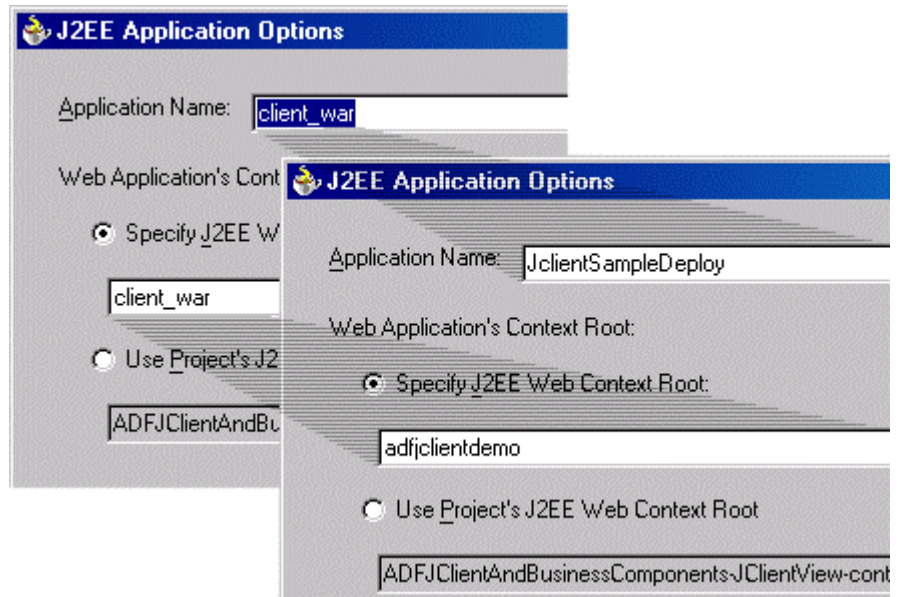 J2EE Application Options
Application Name: client_war
Web Application's Cont
Specify J2EE W
client_war
Use Project's J2
ADFJClientAndBu
J2EE Application Options
Application Name: JclientSampleDeploy
Web Application's Context Root:
Specify J2EE Web Context Root:
adfjclientdemo
Use Project's J2EE Web Context Root
ADFJClientAndBusinessComponents-JClientView-cont